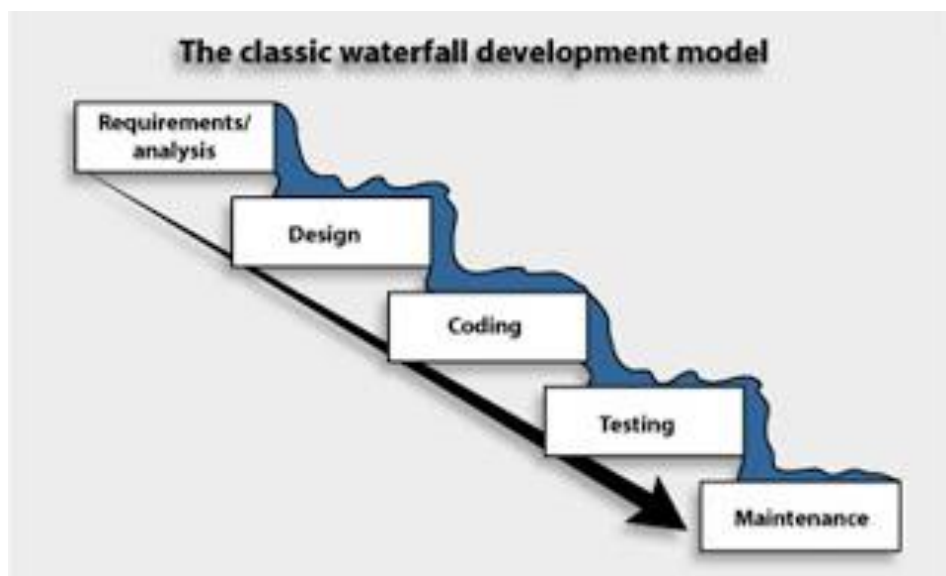 The classic waterfall development model
Requirements/
analysis
Design
Coding
Testing
Maintenance